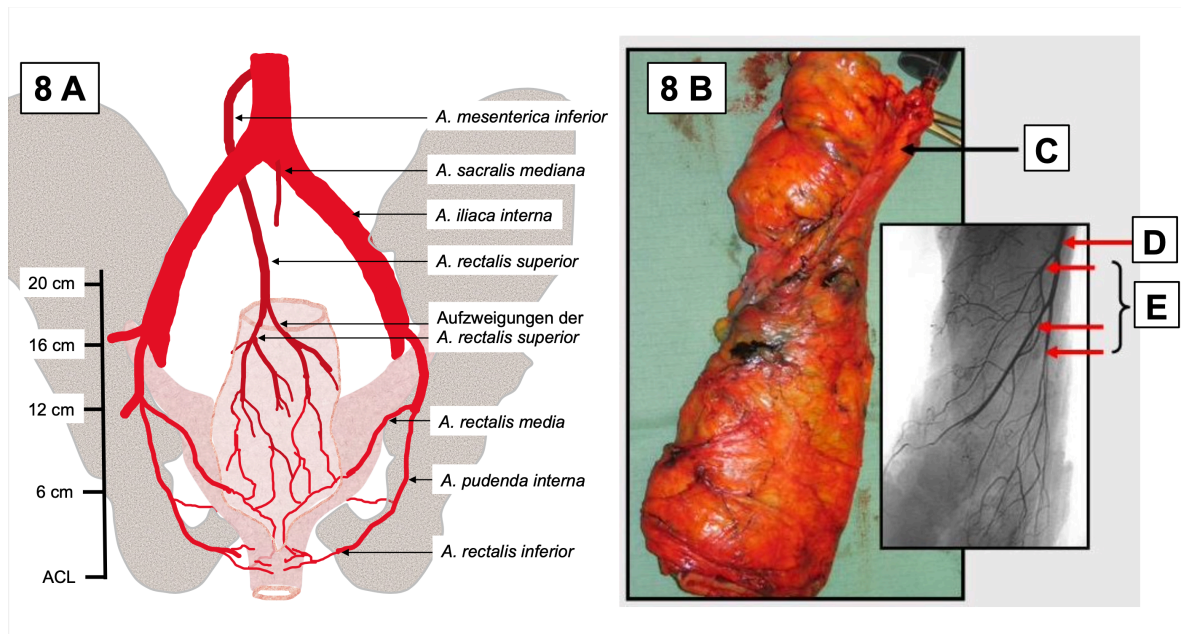 8 A
A. mesenterica inferior
A. sacralis mediana
A. iliaca interna
A. rectalis superior
Aufzweigungen der
A. rectalis superior
A. rectalis media
A. pudenda interna
A. rectalis inferior
20 cm
16 cm
12 cm
6 cm
ACL
8 B
C
D
E